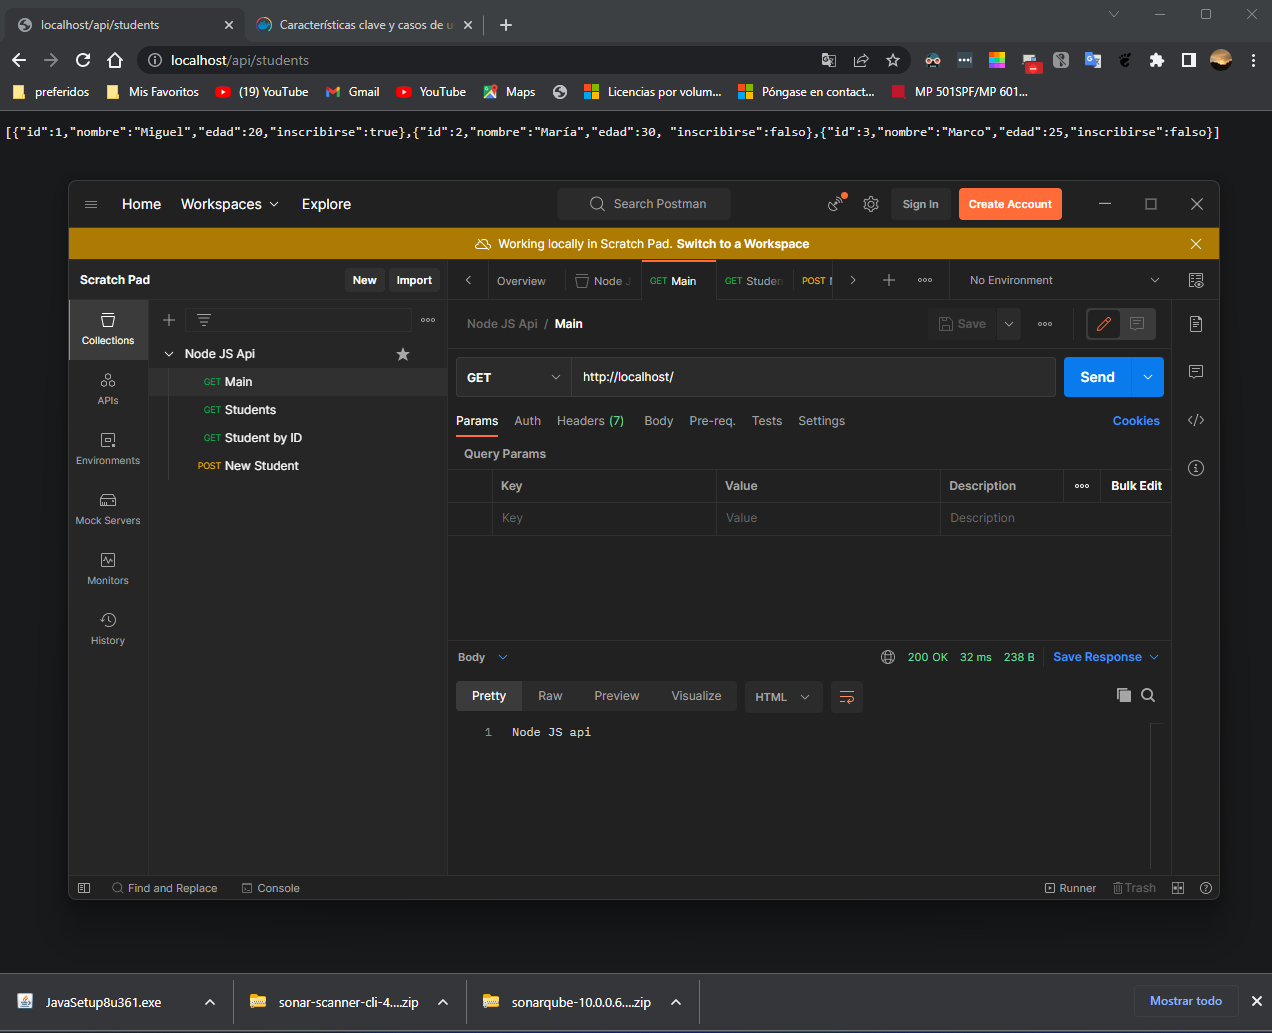 localhost/api/students
Características clave y casos de u
localhost/api/students
preferidos
Mis Favoritos
(19) YouTube
Gmail
YouTube
Maps
Licencias por volum...
Póngase en contact...
MP 501SPF/MP 601...
[{"id":1,"nombre":"Miguel","edad":20,"inscribirse":true},{"id":2,"nombre":"María","edad":30, "inscribirse":falso},{"id":3,"nombre":"Marco","edad":25,"inscribirse":falso}]
Home
Workspaces
Explore
Search Postman
Sign In
Create Account
Working locally in Scratch Pad. Switch to a Workspace
Scratch Pad
New
Import
Overview
Node J
GET Main
GET Studen
POST
No Environment
Collections
APIs
Environments
Mock Servers
Monitors
History
Node JS Api
GET Main
GET Students
GET Student by ID
POST New Student
Node JS Api / Main
Save
GET
http://localhost/
Send
Params
Auth
Headers (7)
Body
Pre-req.
Tests
Settings
Cookies
Query Params
Key
Value
Description
Bulk Edit
Key
Value
Description
Body
200 OK
32 ms
238 B
Save Response
Pretty
Raw
Preview
Visualize
HTML
1 Node JS api
Find and Replace
Console
Runner
Trash
JavaSetup8u361.exe
sonar-scanner-cli-4....zip
sonarqube-10.0.0.6....zip
Mostrar todo